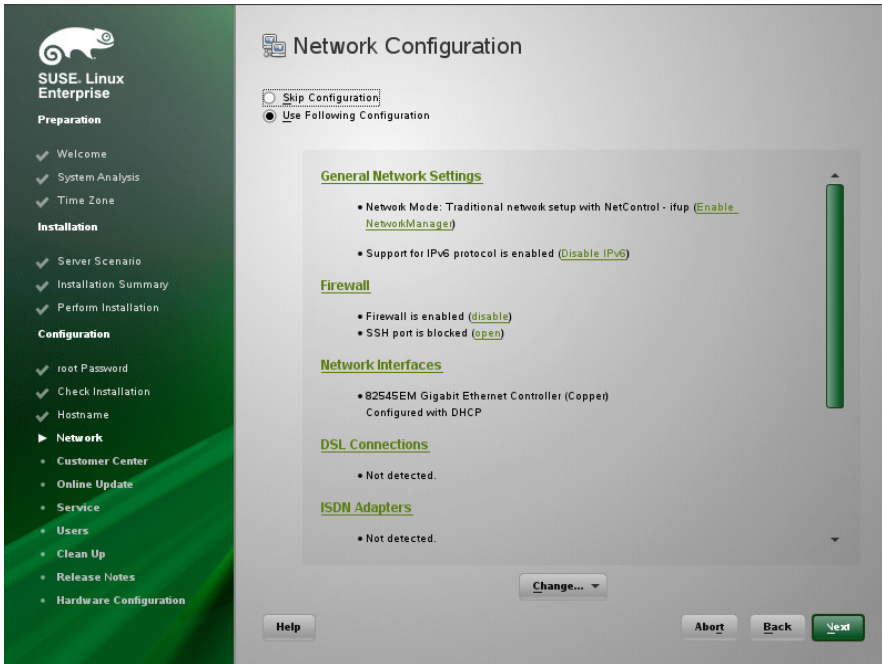 SUSE. Linux
Enterprise
Preparation
Welcome
System Analysis
Time Zone
Installation
Server Scenario
Installation Summary
Perform Installation
Configuration
root Password
Check Installation
Hostname
Network
Customer Center
Online Update
Service
Users
Clean Up
Release Notes
Hardware Configuration
Network Configuration
Skip Configuration
Use Following Configuration
General Network Settings
• Network Mode: Traditional network setup with NetControl - ifup (Enable
NetworkManager)
• Support for IPv6 protocol is enabled (Disable IPv6)
Firewall
• Firewall is enabled (disable)
• SSH port is blocked (open)
Network Interfaces
• 82545EM Gigabit Ethernet Controller (Copper)
Configured with DHCP
DSL Connections
• Not detected.
ISDN Adapters
• Not detected.
Change...
Help
Abort
Back
Next